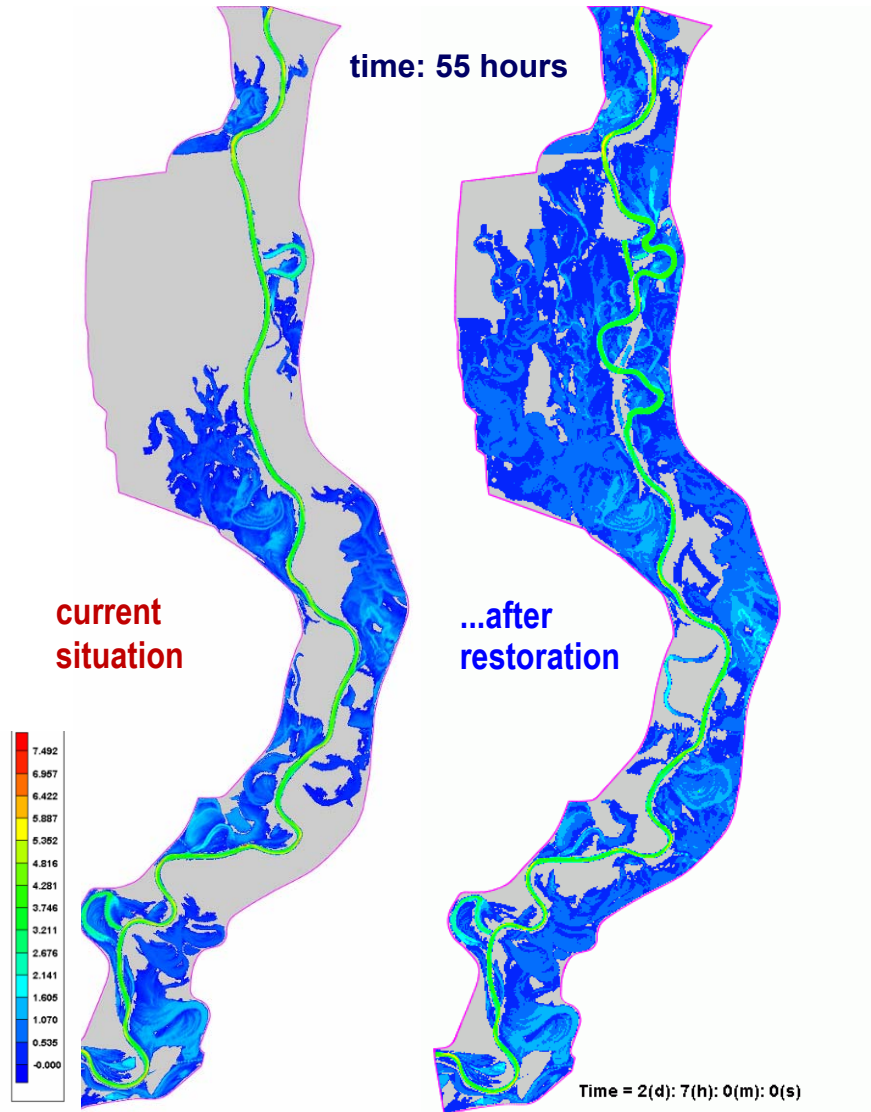 time: 55 hours
current
situation
...after
restoration
7.492
6.957
6.422
5.887
5.352
4.816
4.281
3.746
3.211
2.676
2.141
1.605
1.070
0.535
-0.000
Time = 2(d): 7(h): 0(m): 0(s)